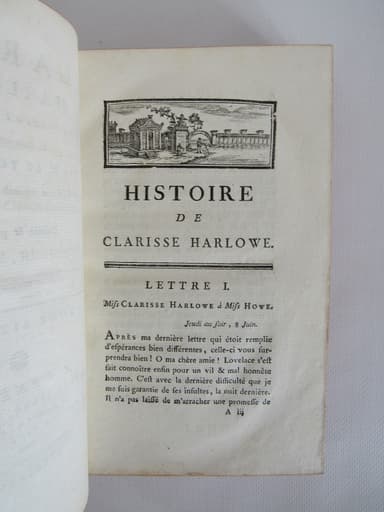 HISTOIRE
DE
CLARISSE HARLOWE.
LETTRE I.
Miss CLARISSE HARLOWE à Miss HOWE.
Jeudi au soir, 8 Juin.
APRÈS ma dernière lettre qui étoit remplie
d'espérances bien différentes, celle-ci vous sur-
prendra bien ! O ma chère amie ! Lovelace s'est
fait connoître enfin pour un vil & mal honnête
homme. C'est avec la dernière difficulté que je
me suis garantie de ses insultes, la nuit dernière.
Il n'a pas laissé de m'arracher une promesse de
A iij